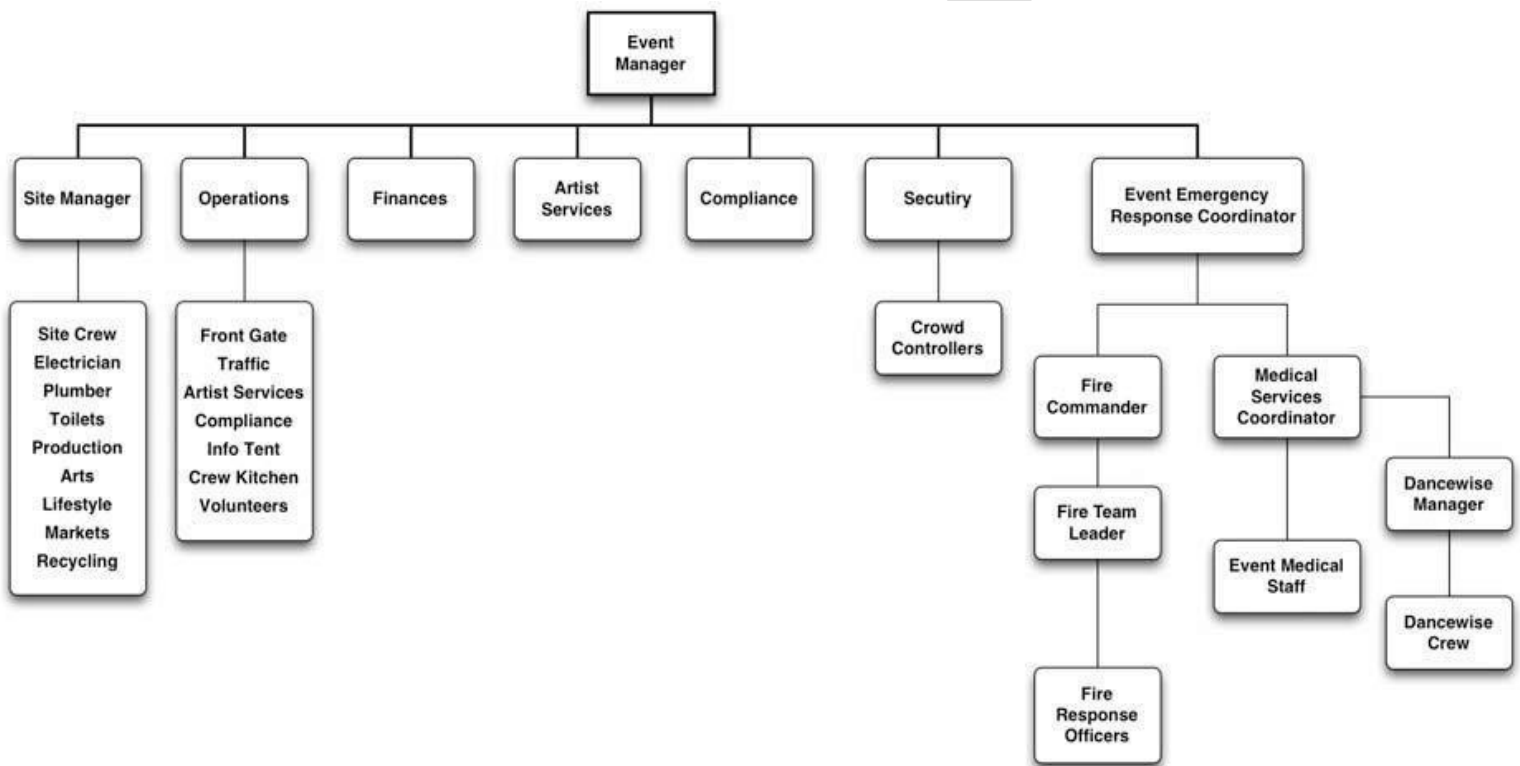 Event
Manager
Site Manager
Operations
Finances
Artist
Services
Compliance
Secutiry
Event Emergency
Response Coordinator
Site Crew
Electrician
Plumber
Toilets
Production
Arts
Lifestyle
Markets
Recycling
Front Gate
Traffic
Artist Services
Compliance
Info Tent
Crew Kitchen
Volunteers
Crowd
Controllers
Fire
Commander
Medical
Services
Coordinator
Fire Team
Leader
Dancewise
Manager
Event Medical
Staff
Dancewise
Crew
Fire
Response
Officers